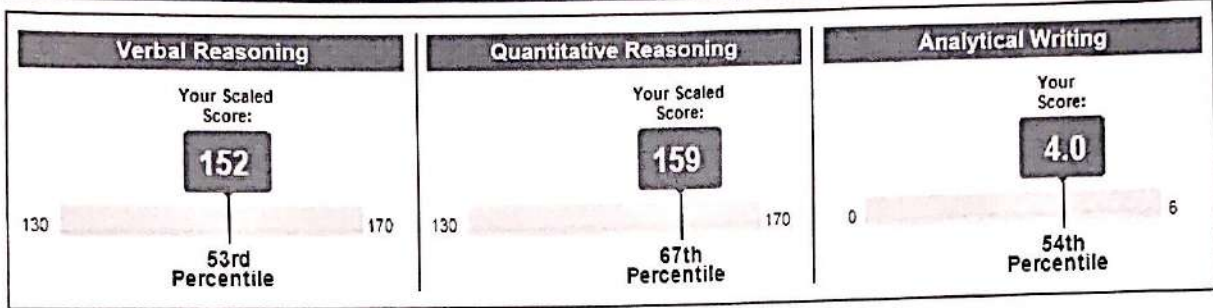 Verbal Reasoning
Your Scaled
Score:
152
130
170
53rd
Percentile
Quantitative Reasoning
Your Scaled
Score:
159
130
170
67th
Percentile
Analytical Writing
Your
Score:
4.0
0
6
54th
Percentile